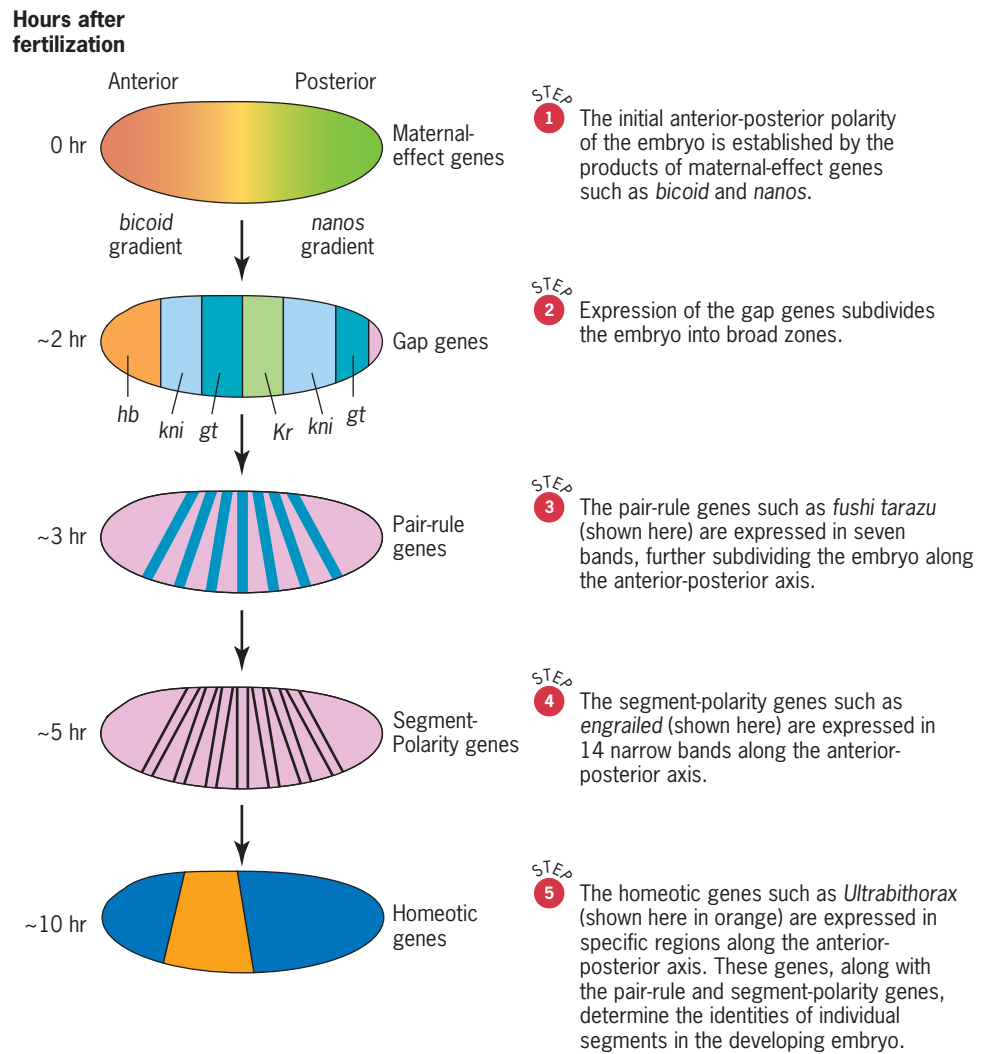 Hours after
fertilization
Anterior
Posterior
0 hr
Maternal-
effect genes
STEP
1
The initial anterior-posterior polarity
of the embryo is established by the
products of maternal-effect genes
such as bicoid and nanos.
bicoid
gradient
nanos
gradient
~2 hr
Gap genes
STEP
2
Expression of the gap genes subdivides
the embryo into broad zones.
hb
kni
gt
Kr
kni
gt
~3 hr
Pair-rule
genes
STEP
3
The pair-rule genes such as fushi tarazu
(shown here) are expressed in seven
bands, further subdividing the embryo along
the anterior-posterior axis.
~5 hr
Segment-
Polarity genes
STEP
4
The segment-polarity genes such as
engrailed (shown here) are expressed in
14 narrow bands along the anterior-
posterior axis.
~10 hr
Homeotic
genes
STEP
5
The homeotic genes such as Ultrabithorax
(shown here in orange) are expressed in
specific regions along the anterior-
posterior axis. These genes, along with
the pair-rule and segment-polarity genes,
determine the identities of individual
segments in the developing embryo.